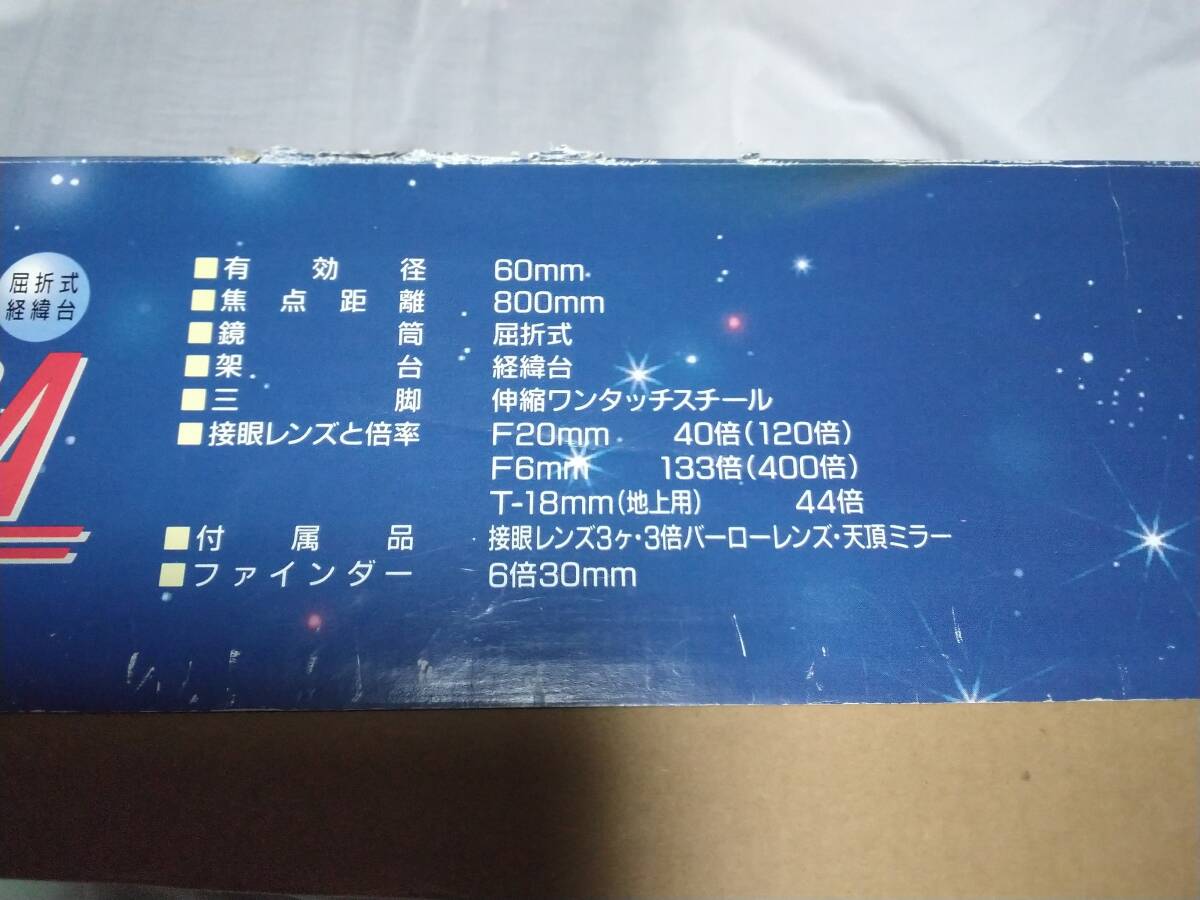 屈折式
経緯台
■有効径 60mm
■焦点距離 800mm
■鏡筒 屈折式
■架台 経緯台
■三脚 伸縮ワンタッチスチール
■接眼レンズと倍率 F20mm 40倍(120倍)
F6mm 133倍(400倍)
T-18mm(地上用) 44倍
■付属品 接眼レンズ3ヶ・3倍バーローレンズ・天頂ミラー
■ファインダー 6倍30mm